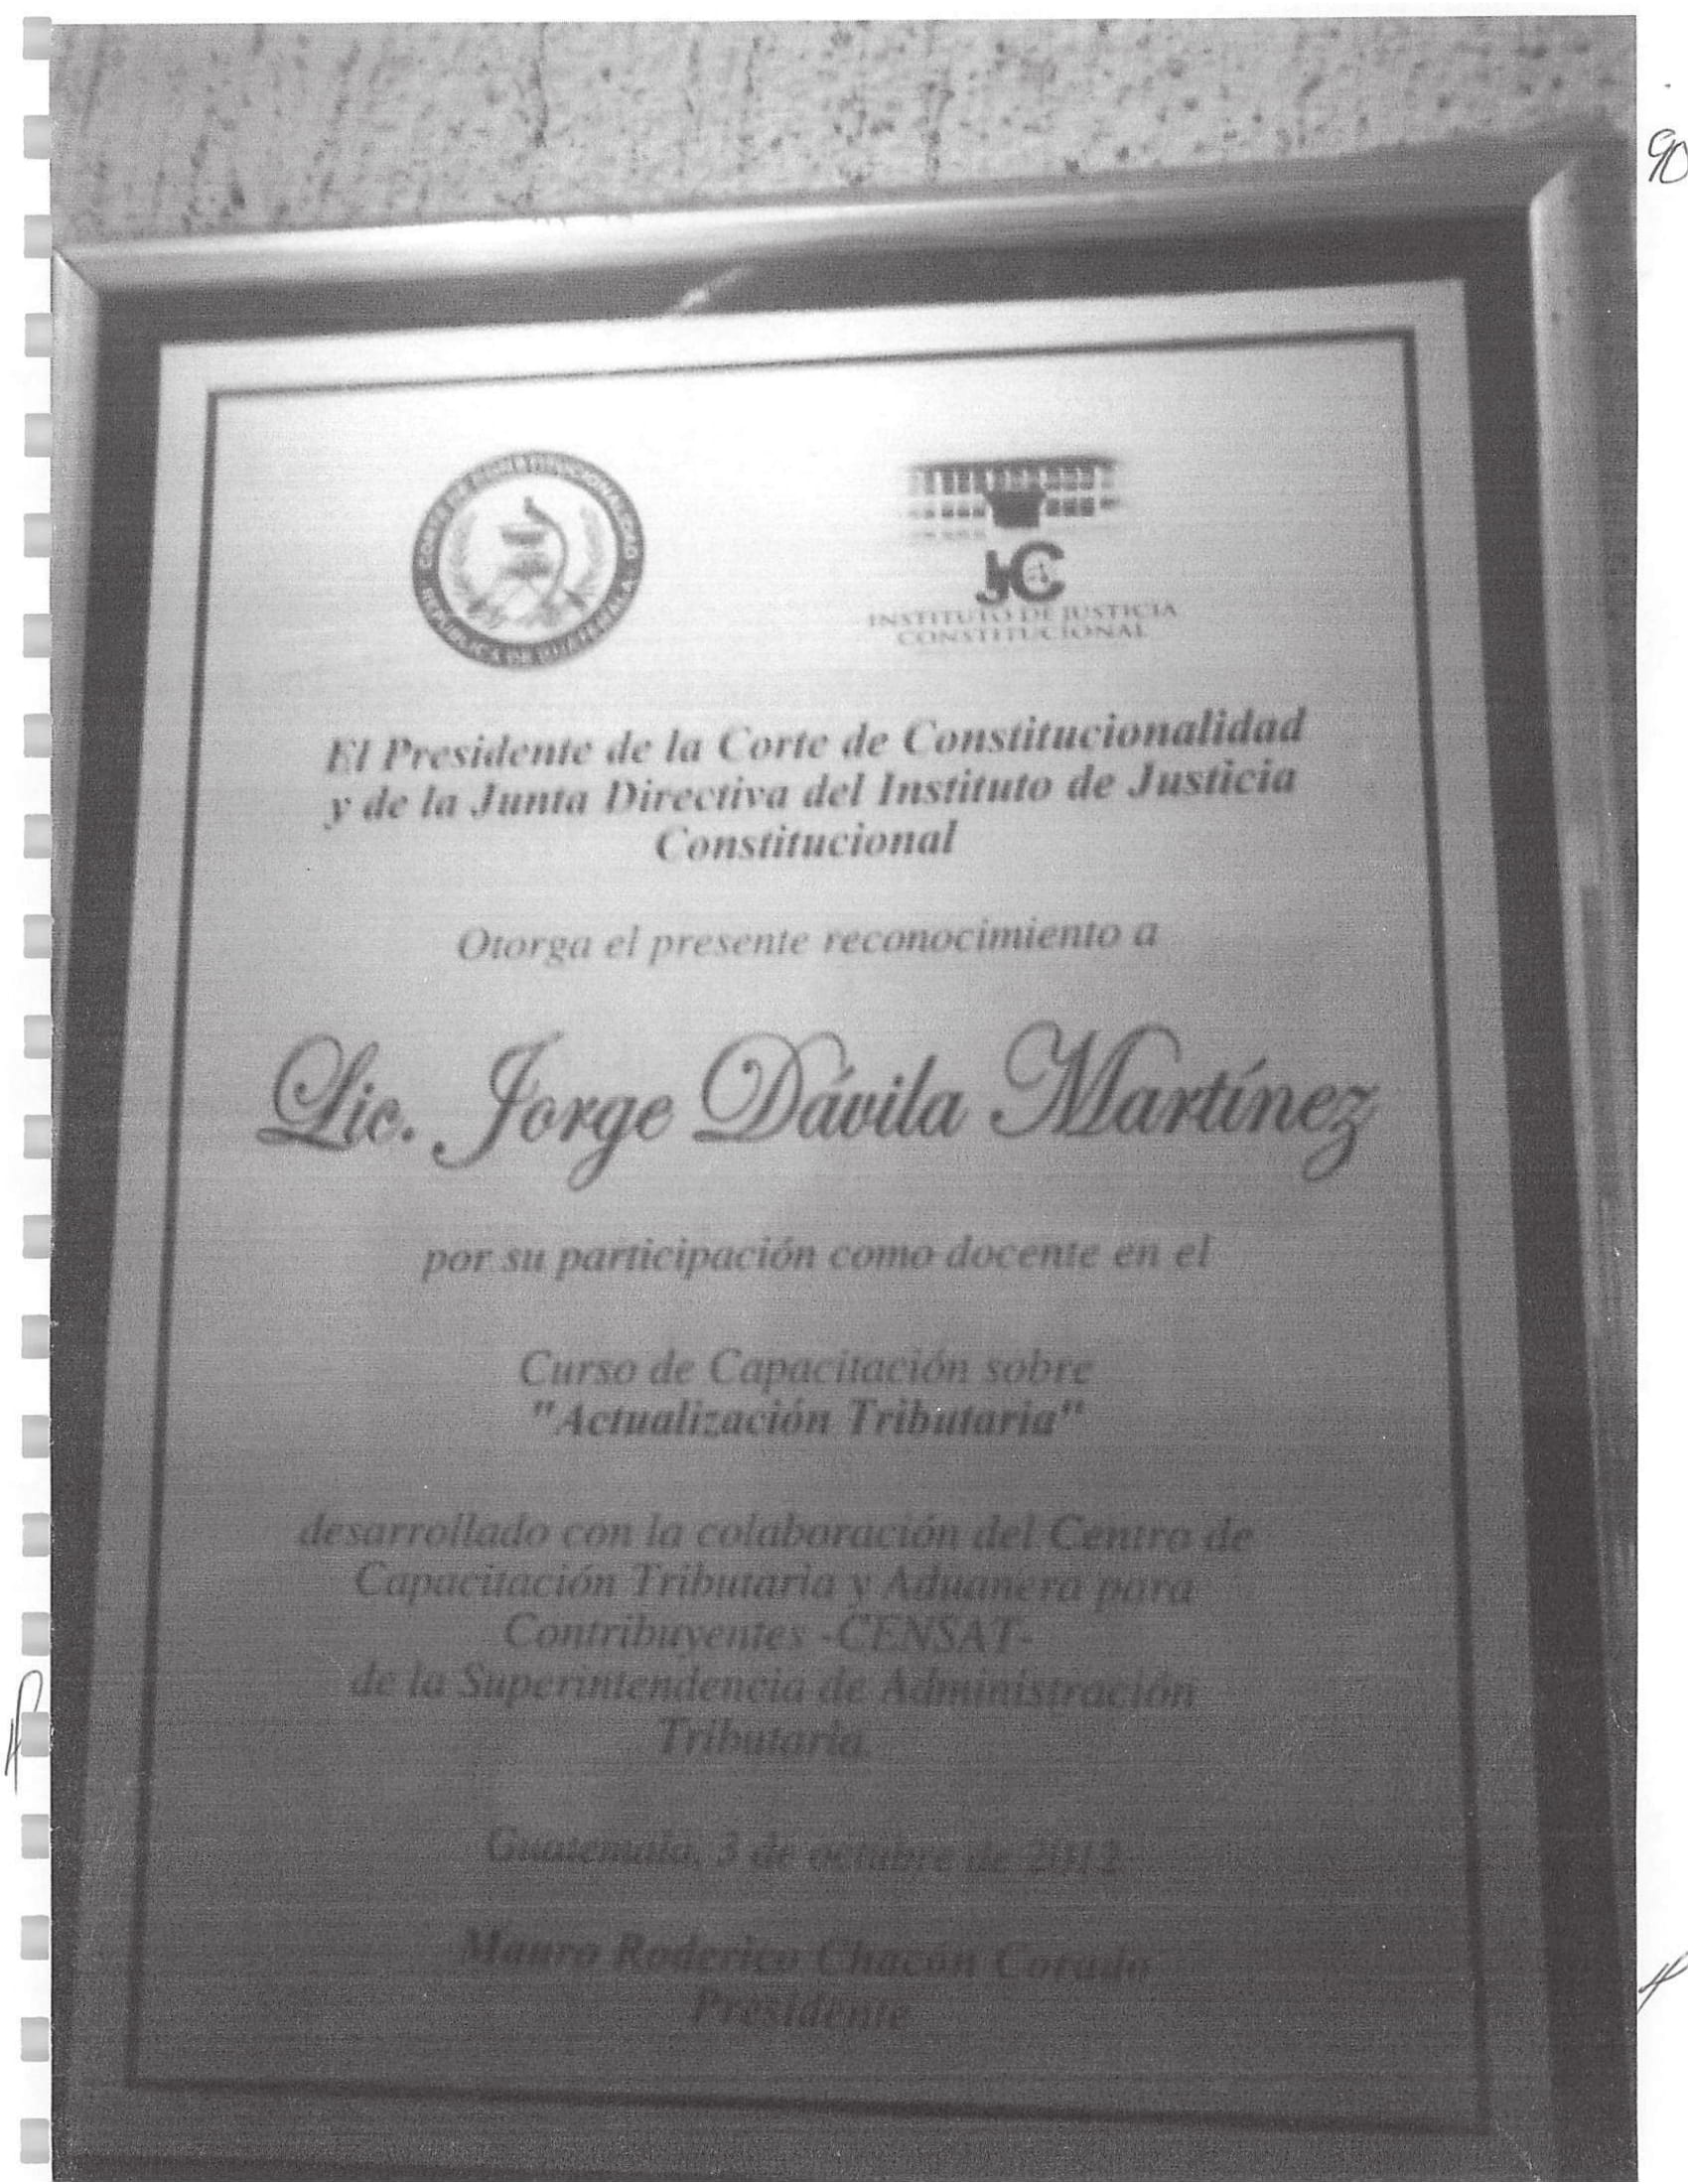 90
CORTE DE CONSTITUCIONALIDAD
REPÚBLICA DE GUATEMALA
IJC
INSTITUTO DE JUSTICIA
CONSTITUCIONAL
El Presidente de la Corte de Constitucionalidad
y de la Junta Directiva del Instituto de Justicia
Constitucional
Otorga el presente reconocimiento a
Lic. Jorge Dávila Martínez
por su participación como docente en el
Curso de Capacitación sobre
"Actualización Tributaria"
desarrollado con la colaboración del Centro de
Capacitación Tributaria y Aduanera para
Contribuyentes -CENSAT-
de la Superintendencia de Administración
Tributaria.
Guatemala, 3 de octubre de 2012
Mauro Roderico Chacón Corado
Presidente